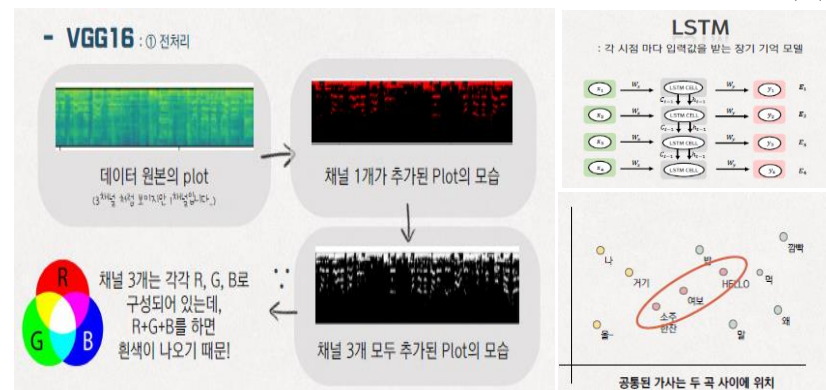 - VGG16 : ① 전처리
데이터 원본의 plot
(3채널 처럼 보이지만 1채널입니다..)
채널 1개가 추가된 Plot의 모습
채널 3개 모두 추가된 Plot의 모습
채널 3개는 각각 R, G, B로
구성되어 있는데,
R+G+B를 하면
흰색이 나오기 때문!
R
G
B
LSTM
: 각 시점 마다 입력값을 받는 장기 기억 모델
LSTM CELL
LSTM CELL
LSTM CELL
LSTM CELL
나
거기
밤
깜빡
HELLO
먹
여보
소주
한잔
울~
말
왜
공통된 가사는 두 곡 사이에 위치